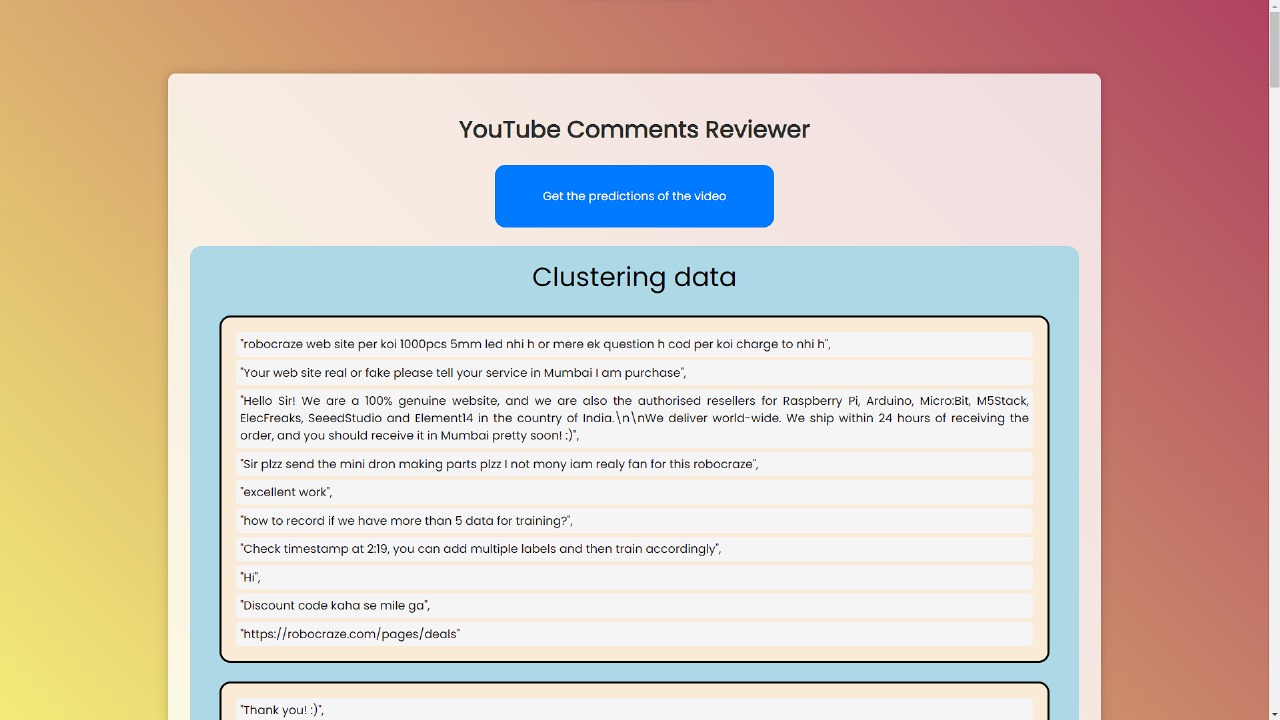 YouTube Comments Reviewer
Get the predictions of the video
Clustering data
"robocraze web site per koi 1000pcs 5mm led nhi h or mere ek question h cod per koi charge to nhi h",
"Your web site real or fake please tell your service in Mumbai I am purchase",
"Hello Sir! We are a 100% genuine website, and we are also the authorised resellers for Raspberry Pi, Arduino, Micro:Bit, M5Stack,
ElecFreaks, SeeedStudio and Element14 in the country of India.\n\nWe deliver world-wide. We ship within 24 hours of receiving the
order, and you should receive it in Mumbai pretty soon! :)",
"Sir plzz send the mini dron making parts plzz I not mony iam realy fan for this robocraze",
"excellent work",
"how to record if we have more than 5 data for training?",
"Check timestamp at 2:19, you can add multiple labels and then train accordingly",
"Hi",
"Discount code kaha se mile ga",
"https://robocraze.com/pages/deals"
"Thank you! :)",